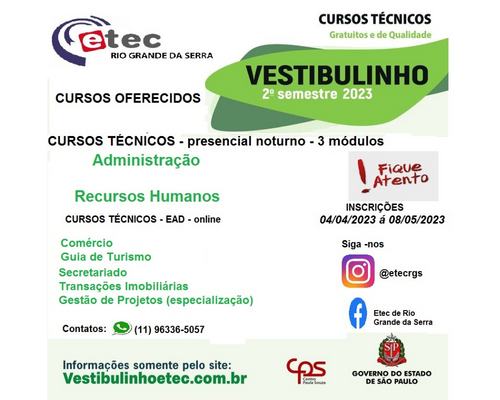 etec
RIO GRANDE DA SERRA
CURSOS TÉCNICOS
Gratuitos e de Qualidade
VESTIBULINHO
2º semestre 2023
CURSOS OFERECIDOS
CURSOS TÉCNICOS - presencial noturno - 3 módulos
Administração
Recursos Humanos
! Fique
Atento
INSCRIÇÕES
04/04/2023 á 08/05/2023
CURSOS TÉCNICOS - EAD - online
Comércio
Guia de Turismo
Secretariado
Transações Imobiliárias
Gestão de Projetos (especialização)
Siga -nos
@etecrgs
Etec de Rio
Grande da Serra
Contatos: (11) 96336-5057
Informações somente pelo site:
Vestibulinhoetec.com.br
cps
Centro
Paula Souza
SP
GOVERNO DO ESTADO
DE SÃO PAULO